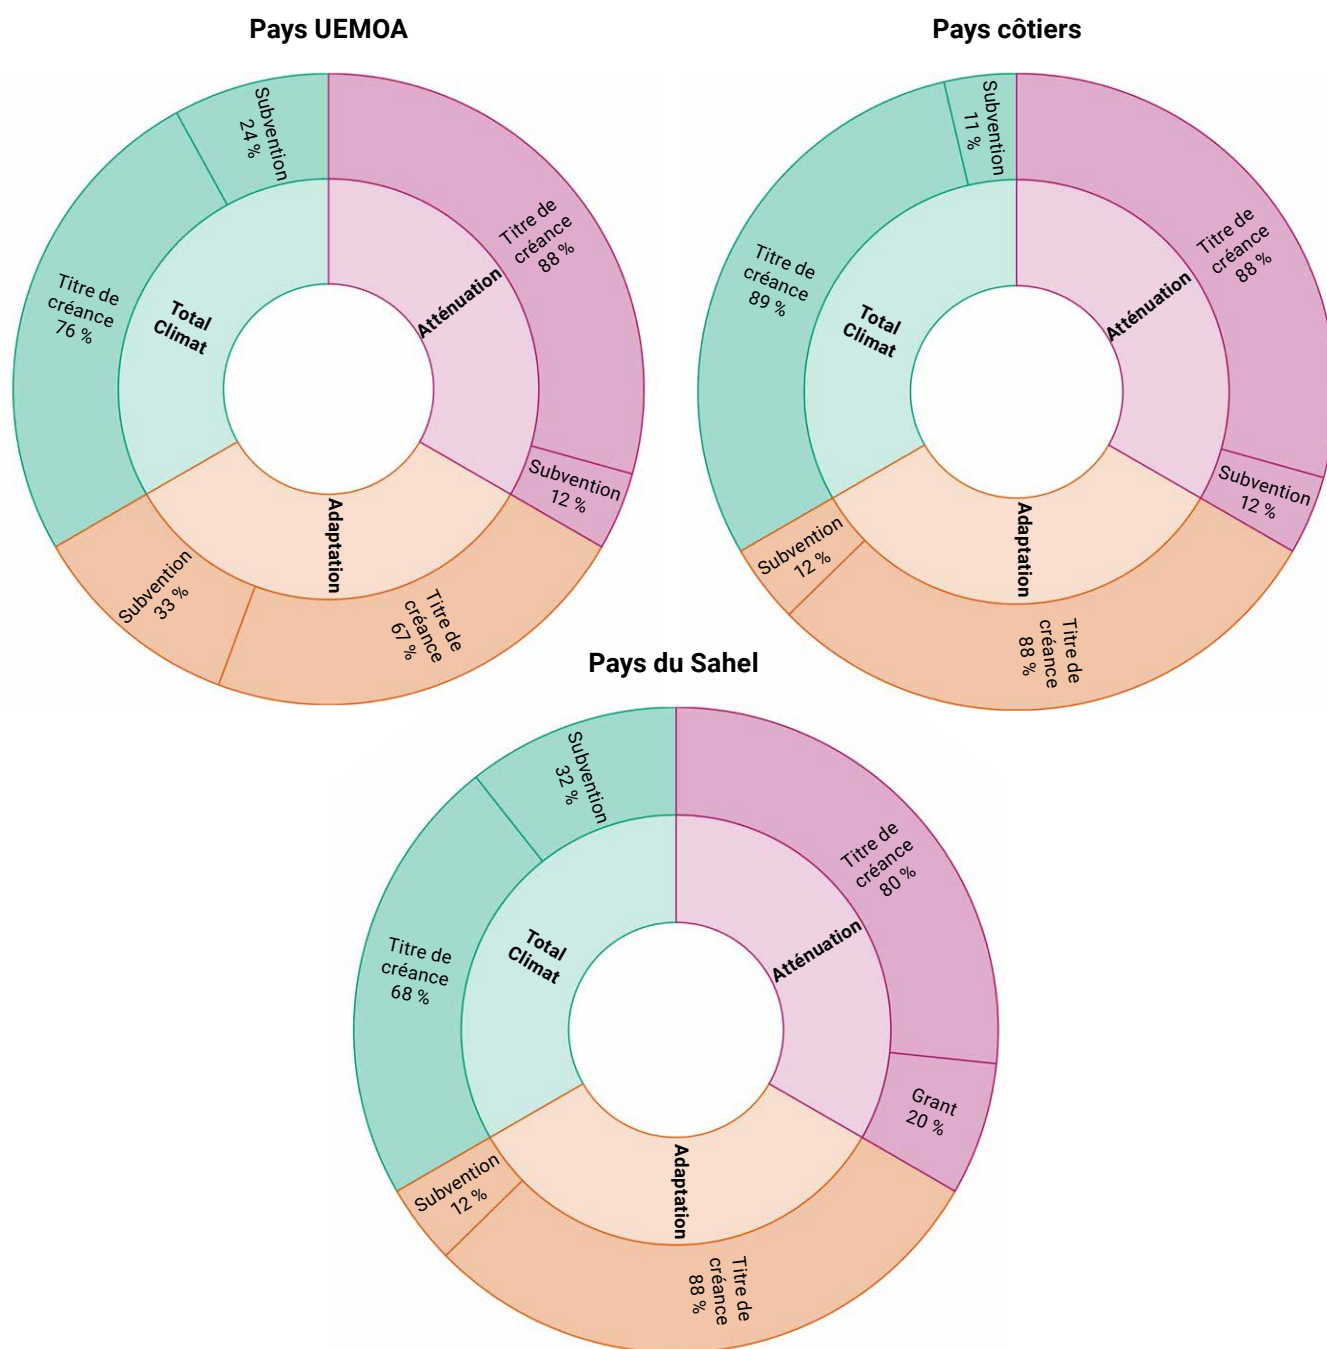 Pays UEMOA
Subvention
24 %
Titre de
créance
88 %
Titre de
créance
76 %
Total
Climat
Atténuation
Subvention
12 %
Adaptation
Subvention
33 %
Titre de
créance
67 %
Pays côtiers
Subvention
11 %
Titre de
créance
88 %
Titre de
créance
89 %
Total
Climat
Atténuation
Subvention
12 %
Adaptation
Subvention
12 %
Titre de
créance
88 %
Pays du Sahel
Subvention
32 %
Titre de
créance
80 %
Titre de
créance
68 %
Total
Climat
Atténuation
Grant
20 %
Adaptation
Subvention
12 %
Titre de
créance
88 %